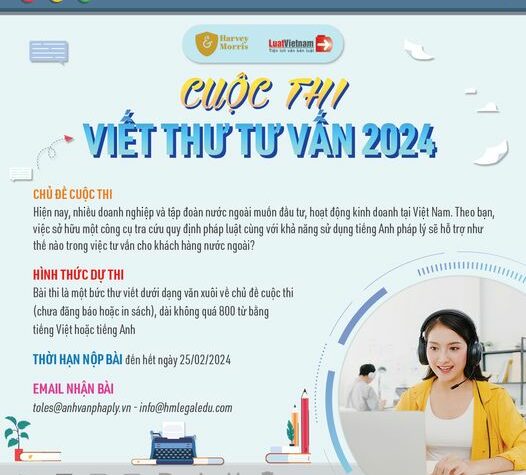 Harvey
& Morris
LuatVietnam
Tiện ích văn bản luật
CUỘC THI
VIẾT THƯ TƯ VẤN 2024
CHỦ ĐỀ CUỘC THI
Hiện nay, nhiều doanh nghiệp và tập đoàn nước ngoài muốn đầu tư, hoạt động kinh doanh tại Việt Nam. Theo bạn,
việc sở hữu một công cụ tra cứu quy định pháp luật cùng với khả năng sử dụng tiếng Anh pháp lý sẽ hỗ trợ như
thế nào trong việc tư vấn cho khách hàng nước ngoài?
HÌNH THỨC DỰ THI
Bài thi là một bức thư viết dưới dạng văn xuôi về chủ đề cuộc thi
(chưa đăng báo hoặc in sách), dài không quá 800 từ bằng
tiếng Việt hoặc tiếng Anh
THỜI HẠN NỘP BÀI đến hết ngày 25/02/2024
EMAIL NHẬN BÀI
toles@anhvanphaply.vn - info@hmlegaledu.com